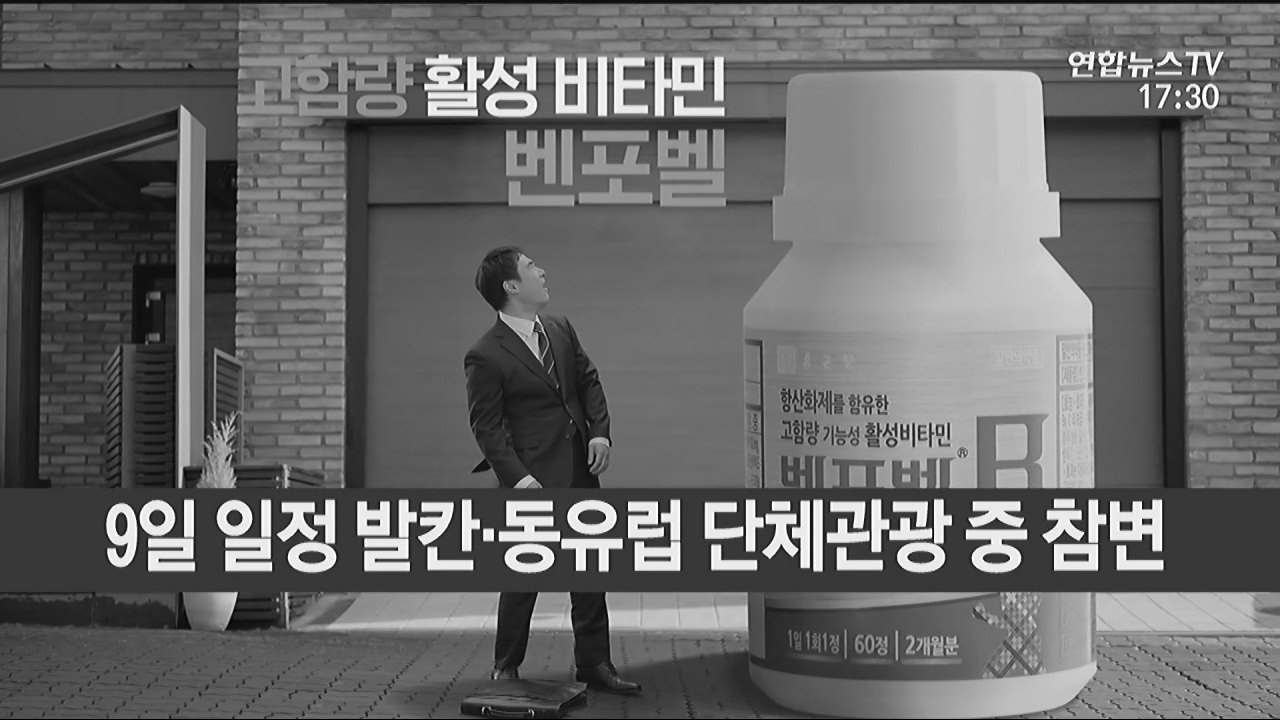 고함량 활성 비타민
벤포벨
연합뉴스TV
17:30
종근당
항산화제를 함유한
고함량 기능성 활성비타민
벤포벨® B
9일 일정 발칸·동유럽 단체관광 중 참변
1일 1회 1정 | 60정 | 2개월분